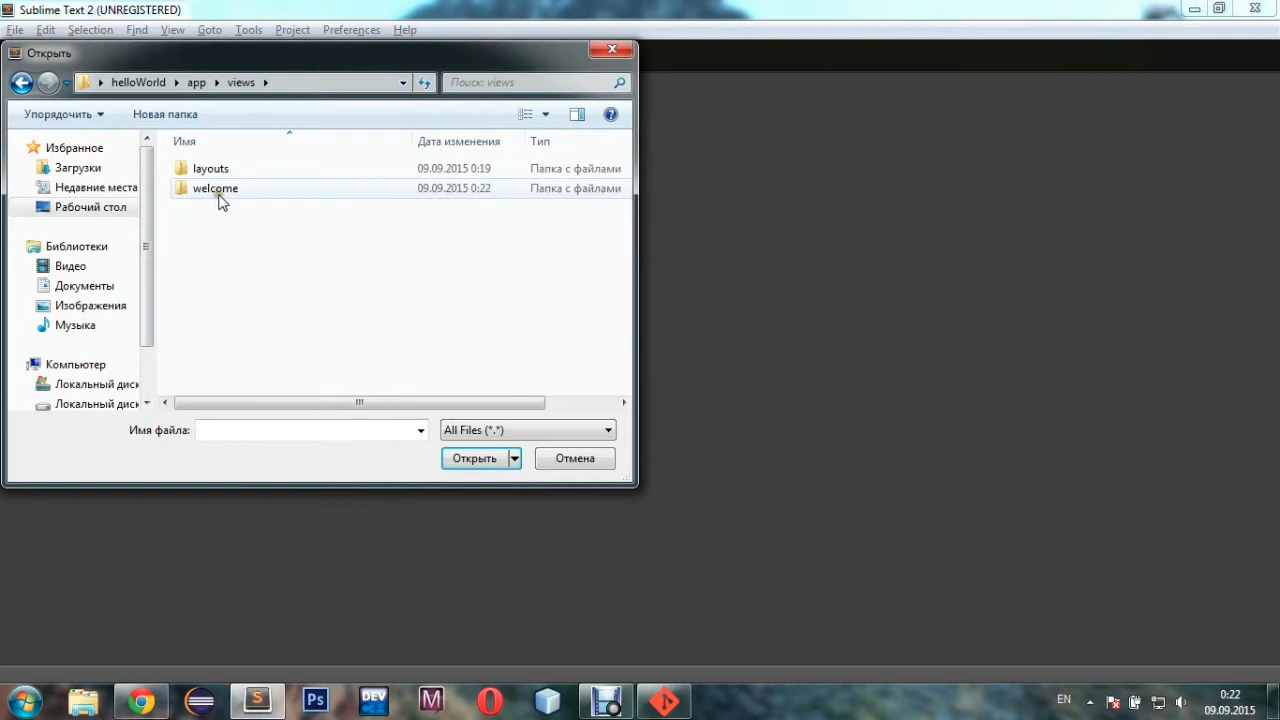 Sublime Text 2 (UNREGISTERED)
File Edit Selection Find View Goto Tools Project Preferences Help
Открыть
helloWorld app views
Поиск: views
Упорядочить Новая папка
Имя Дата изменения Тип
Избранное
Загрузки
Недавние места
Рабочий стол
Библиотеки
Видео
Документы
Изображения
Музыка
Компьютер
Локальный диск
Локальный диск
layouts 09.09.2015 0:19 Папка с файлами
welcome 09.09.2015 0:22 Папка с файлами
Имя файла: All Files (*.*)
Открыть Отмена
S Ps DEV M
EN 0:22
09.09.2015